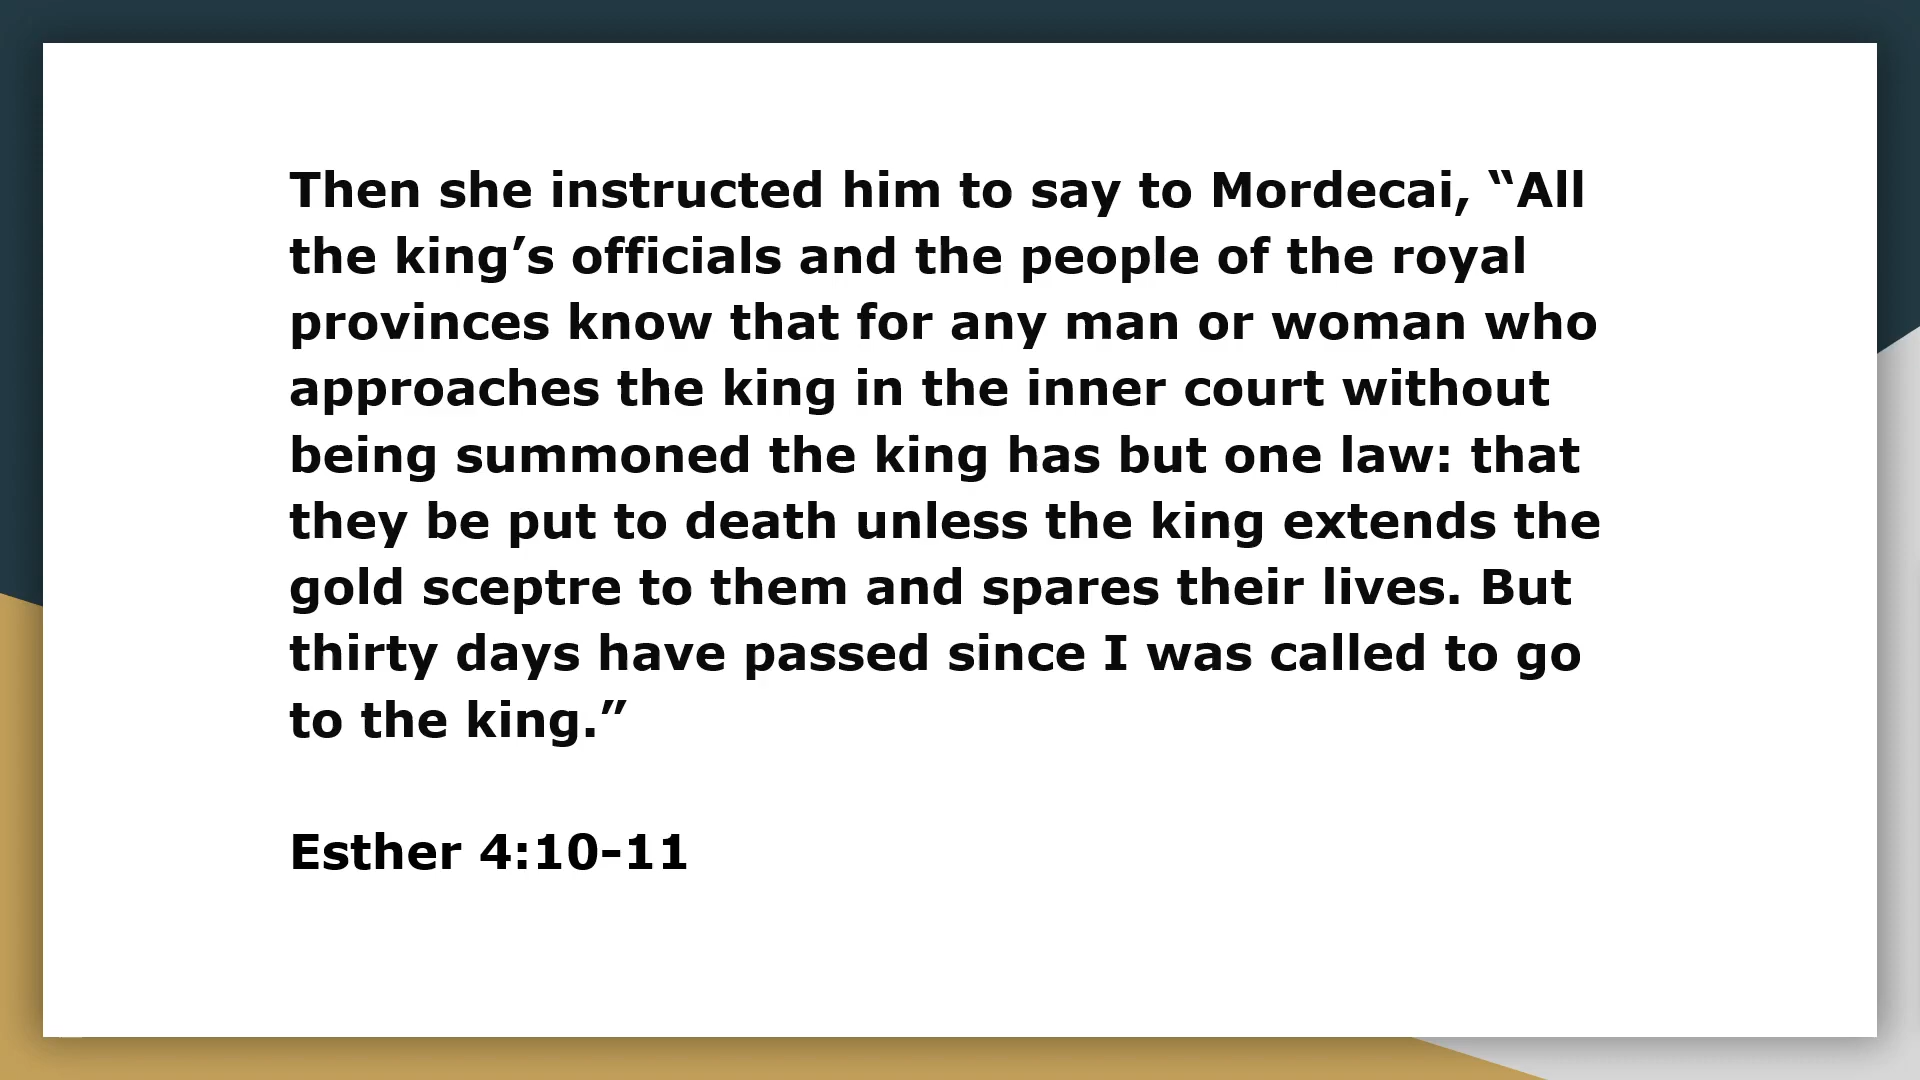 Then she instructed him to say to Mordecai, “All
the king’s officials and the people of the royal
provinces know that for any man or woman who
approaches the king in the inner court without
being summoned the king has but one law: that
they be put to death unless the king extends the
gold sceptre to them and spares their lives. But
thirty days have passed since I was called to go
to the king.”
Esther 4:10-11